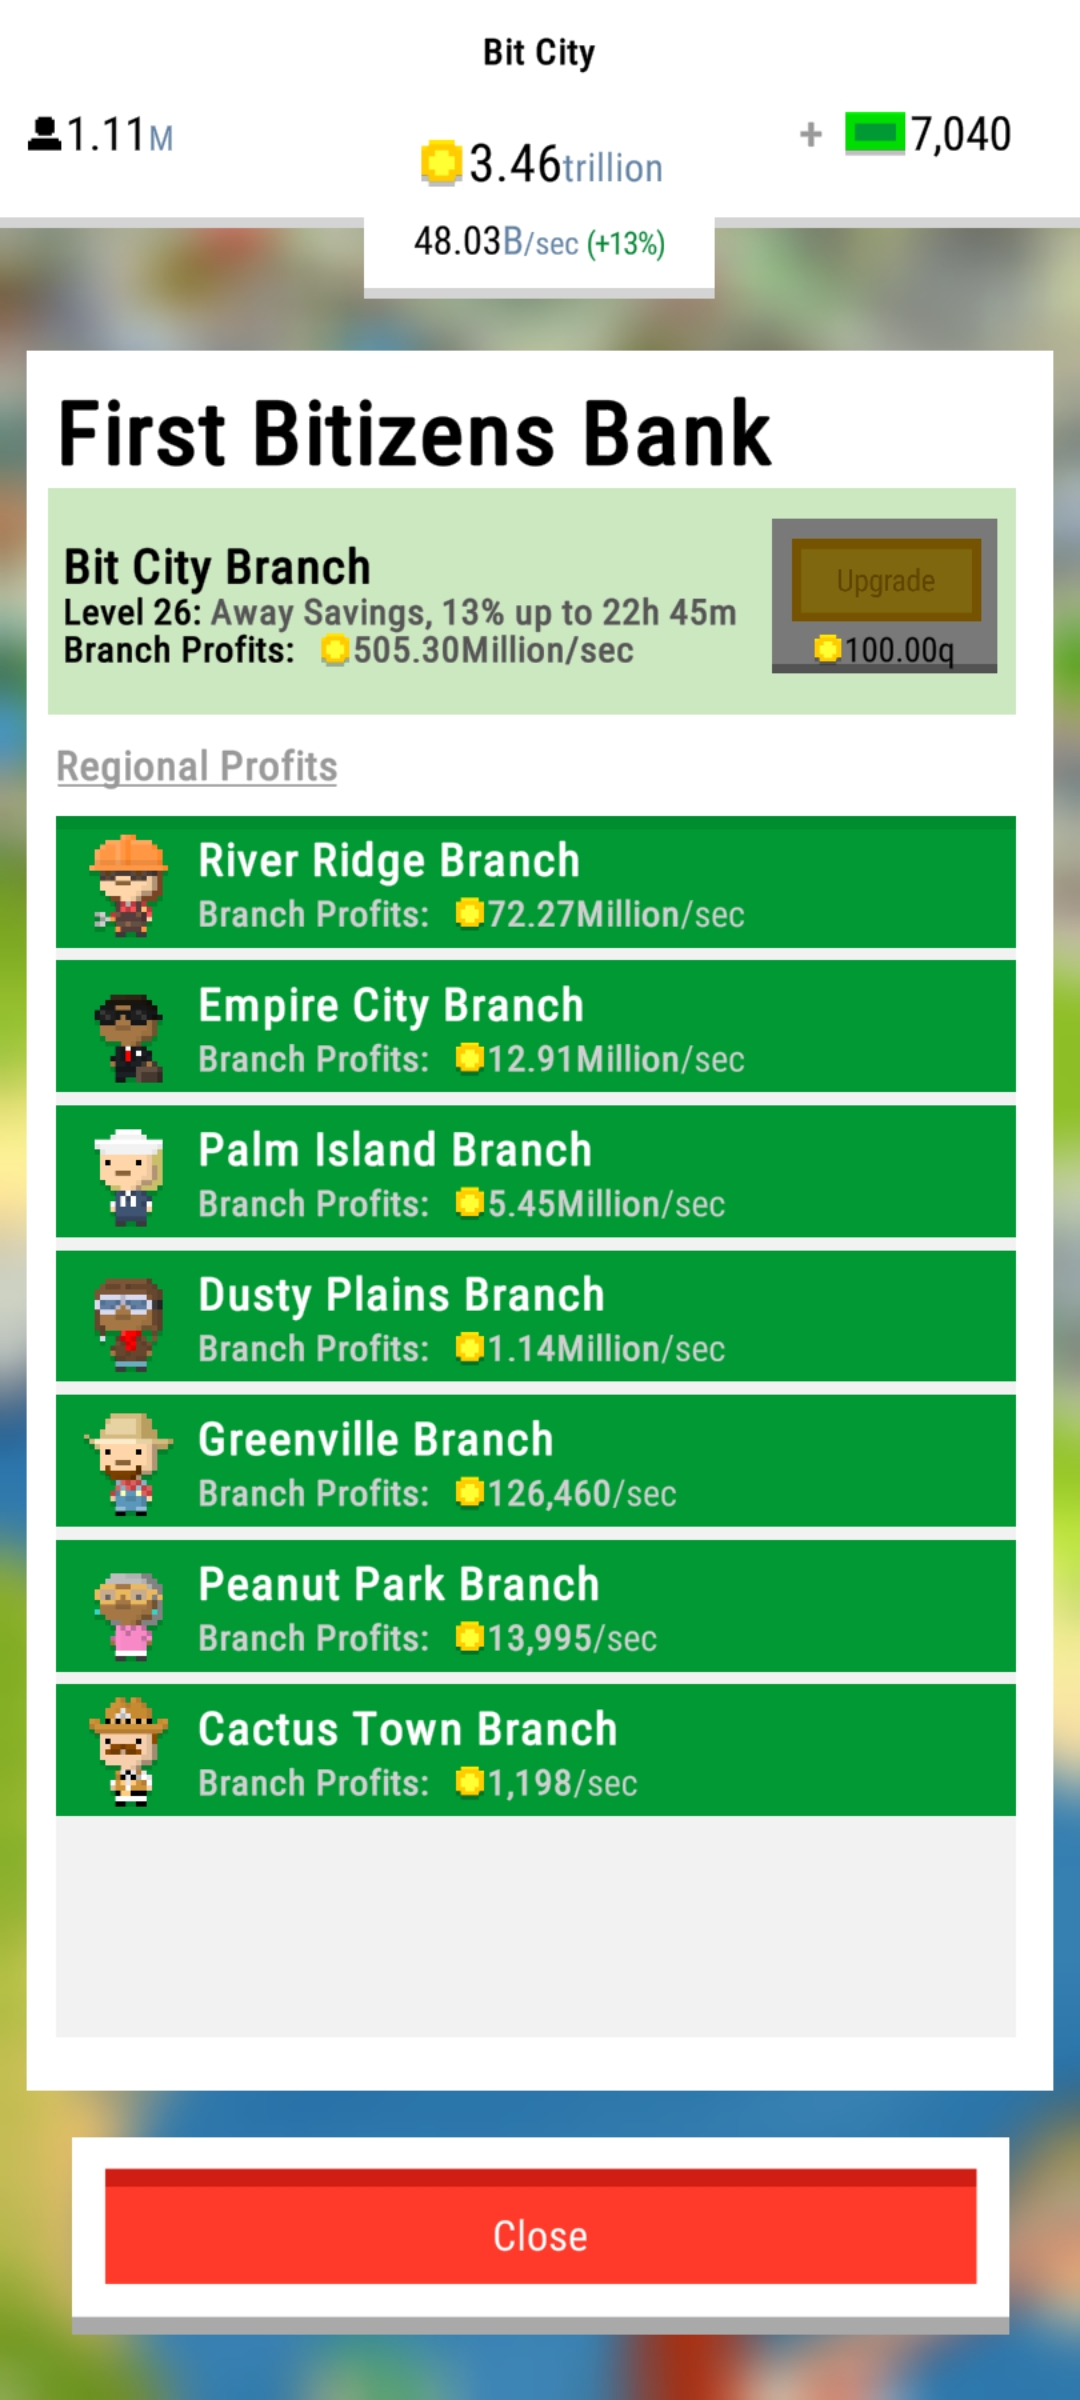 Bit City
1.11M
3.46trillion
+ 7,040
48.03B/sec (+13%)
First Bitizens Bank
Bit City Branch
Level 26: Away Savings, 13% up to 22h 45m
Branch Profits: 505.30Million/sec
Upgrade
100.00q
Regional Profits
River Ridge Branch
Branch Profits: 72.27Million/sec
Empire City Branch
Branch Profits: 12.91Million/sec
Palm Island Branch
Branch Profits: 5.45Million/sec
Dusty Plains Branch
Branch Profits: 1.14Million/sec
Greenville Branch
Branch Profits: 126,460/sec
Peanut Park Branch
Branch Profits: 13,995/sec
Cactus Town Branch
Branch Profits: 1,198/sec
Close